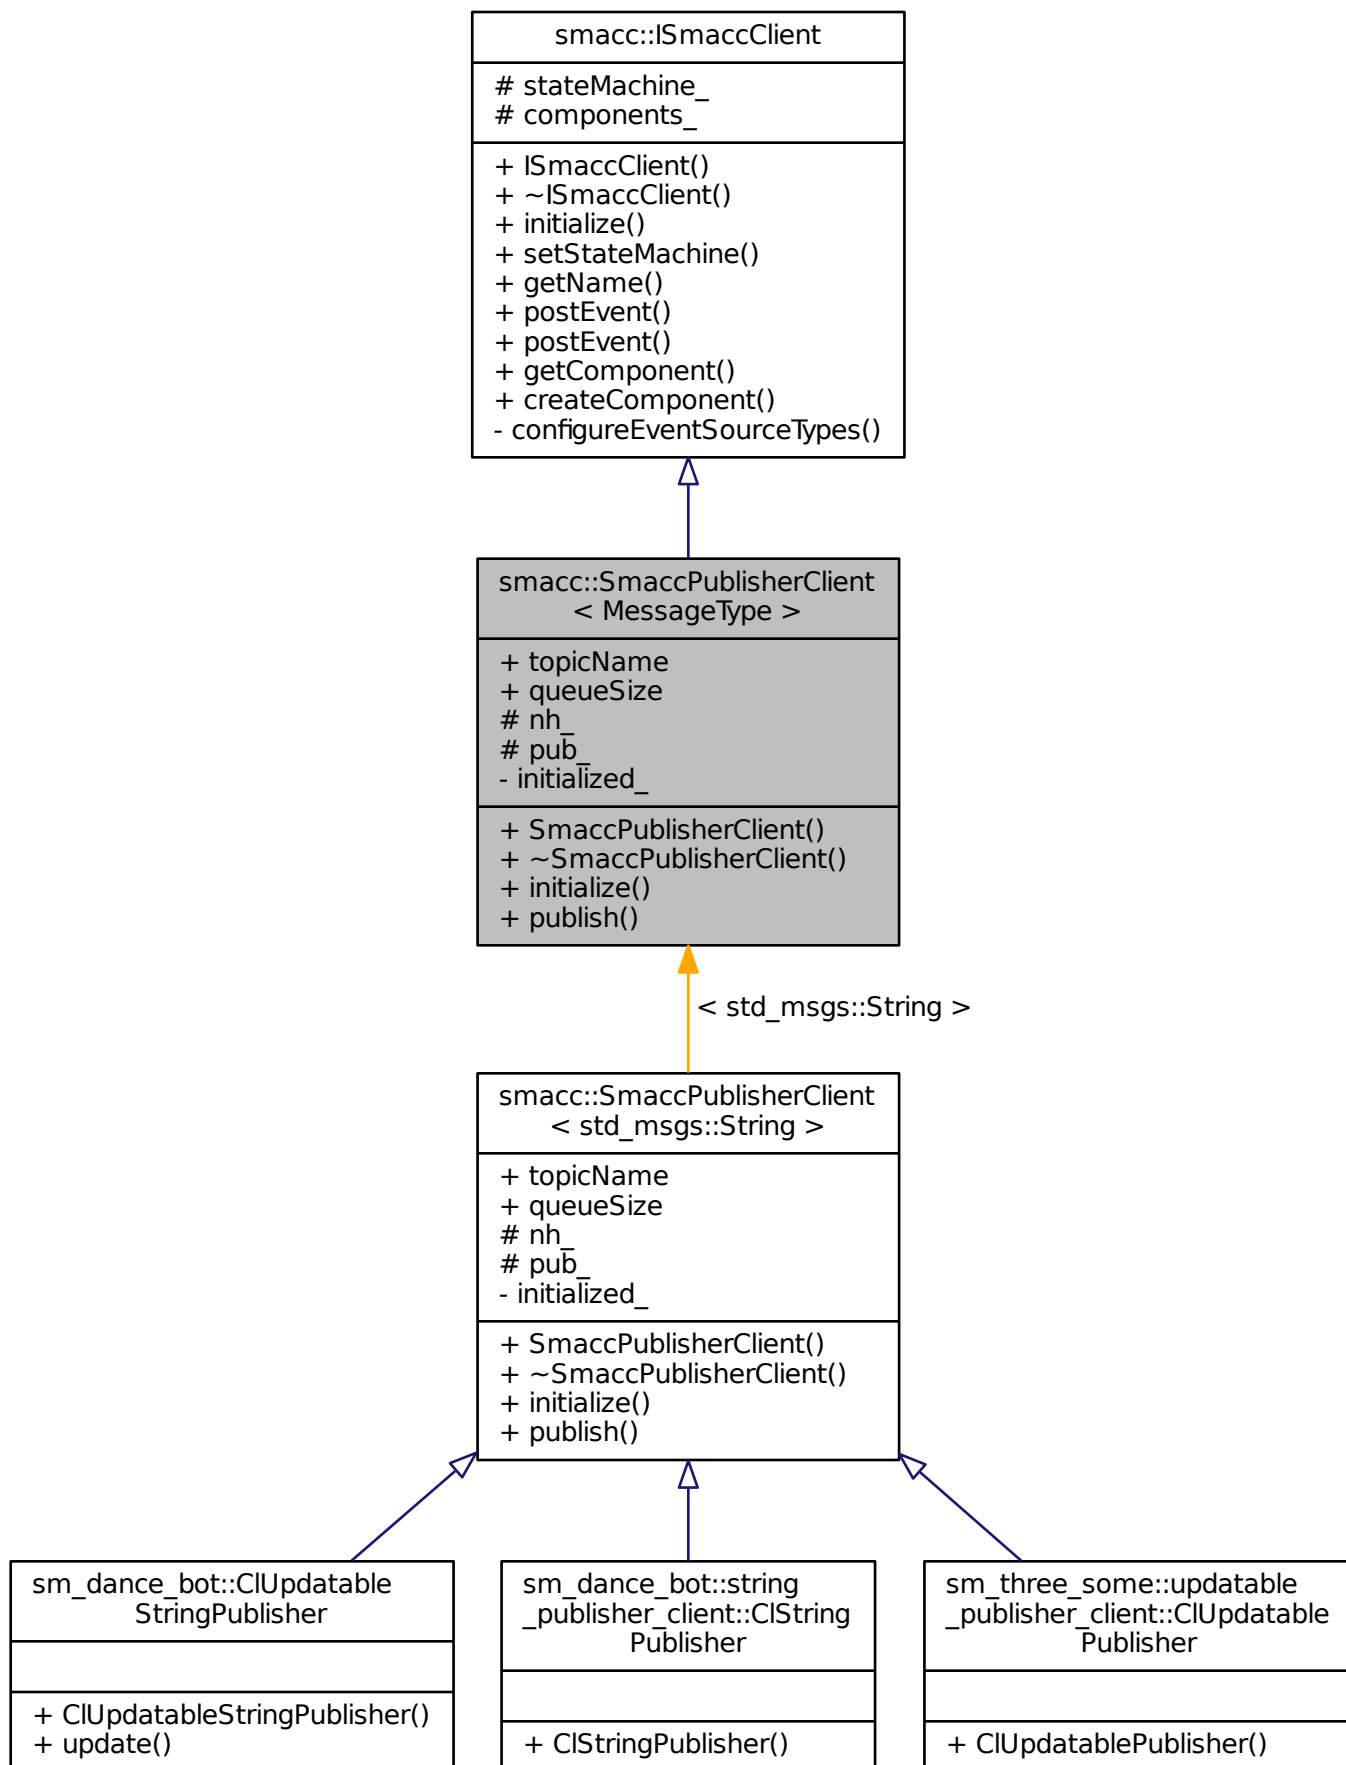 smacc::ISmaccClient
# stateMachine_
# components_
+ ISmaccClient()
+ ~ISmaccClient()
+ initialize()
+ setStateMachine()
+ getName()
+ postEvent()
+ postEvent()
+ getComponent()
+ createComponent()
- configureEventSourceTypes()
smacc::SmaccPublisherClient
< MessageType >
+ topicName
+ queueSize
# nh_
# pub_
- initialized_
+ SmaccPublisherClient()
+ ~SmaccPublisherClient()
+ initialize()
+ publish()
< std_msgs::String >
smacc::SmaccPublisherClient
< std_msgs::String >
+ topicName
+ queueSize
# nh_
# pub_
- initialized_
+ SmaccPublisherClient()
+ ~SmaccPublisherClient()
+ initialize()
+ publish()
sm_dance_bot::ClUpdatable
StringPublisher
+ ClUpdatableStringPublisher()
+ update()
sm_dance_bot::string
_publisher_client::ClString
Publisher
+ ClStringPublisher()
sm_three_some::updatable
_publisher_client::ClUpdatable
Publisher
+ ClUpdatablePublisher()